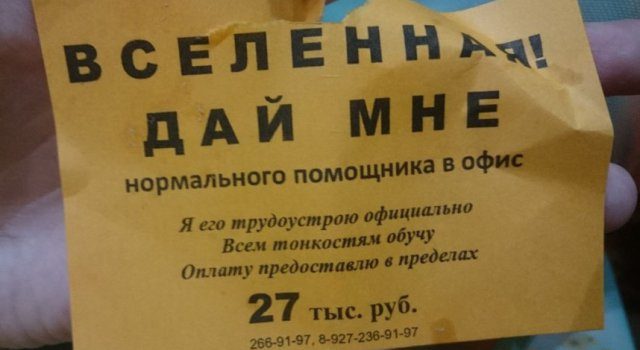 ВСЕЛЕННАЯ!
ДАЙ МНЕ
нормального помощника в офис
Я его трудоустрою официально
Всем тонкостям обучу
Оплату предоставлю в пределах
27 тыс. руб.
266-91-97, 8-927-236-91-97